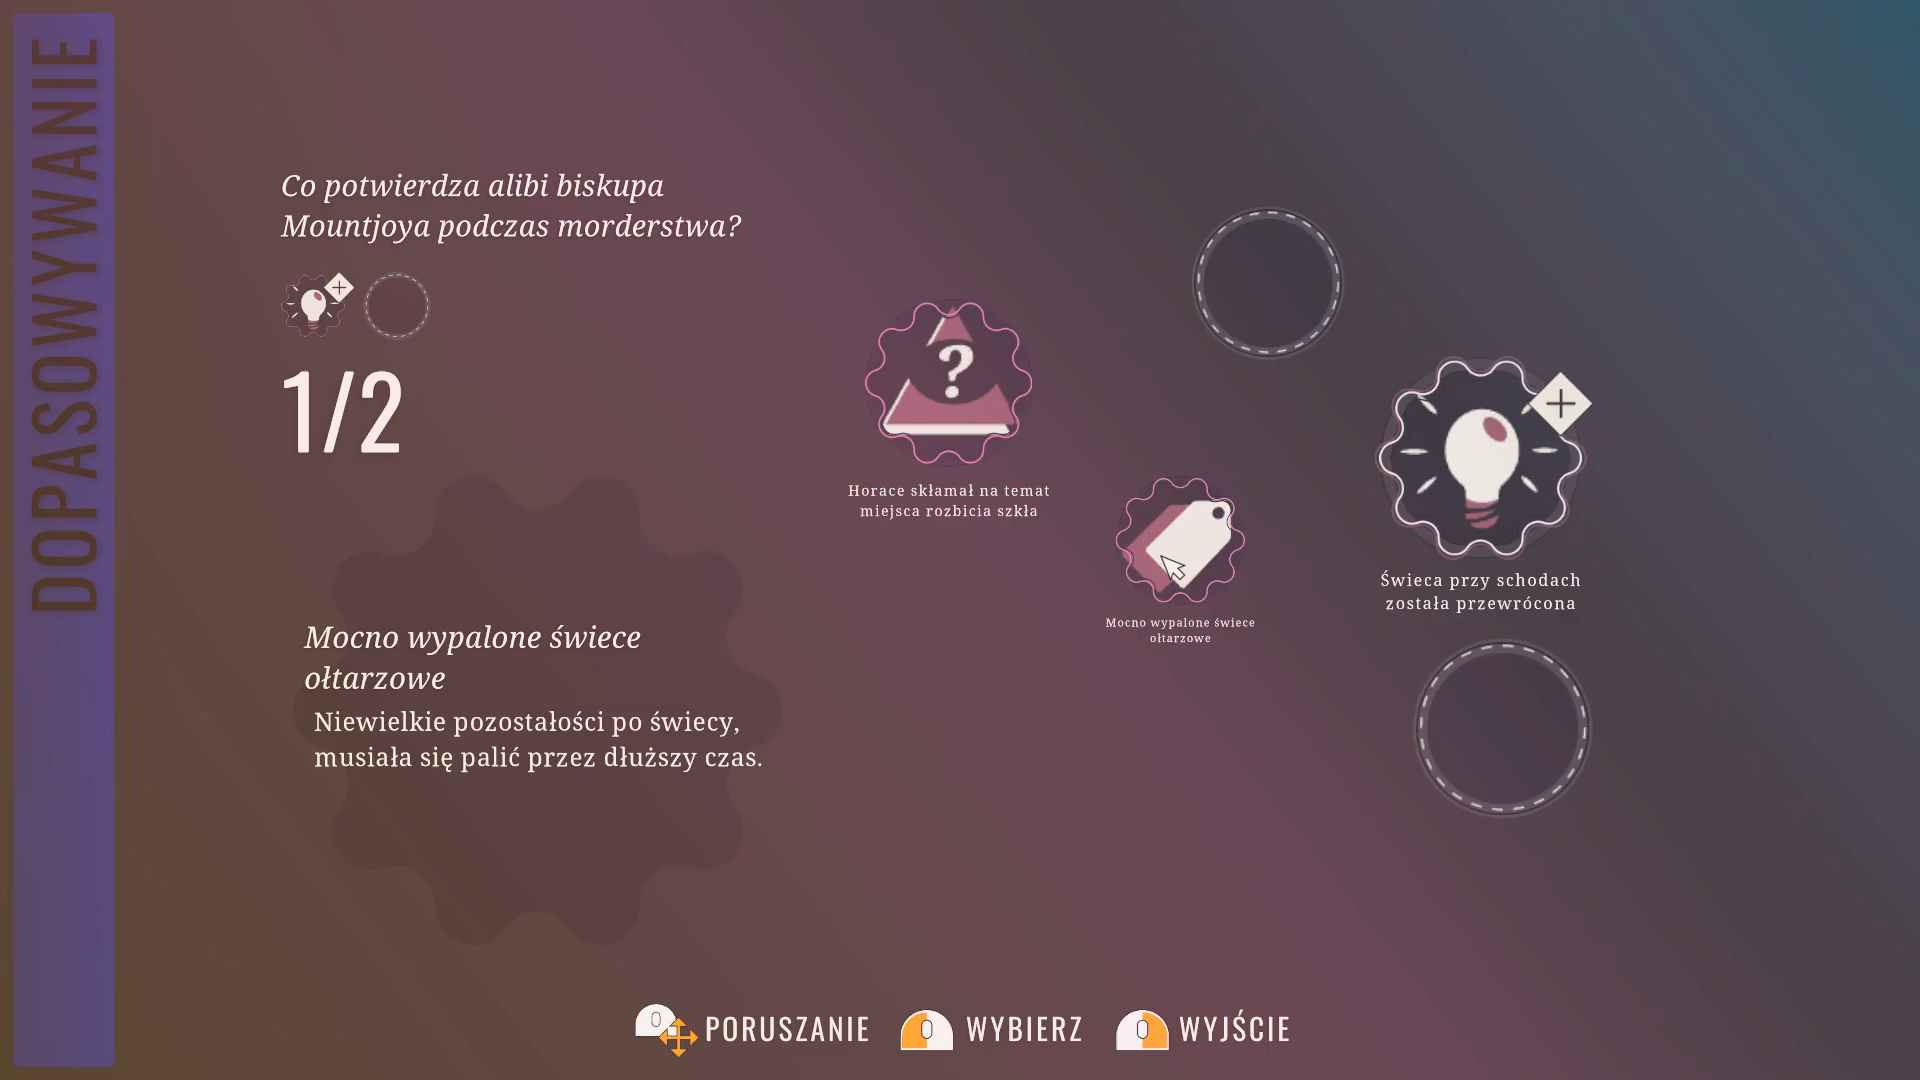 DOPASOWYWANIE
Co potwierdza alibi biskupa
Mountjoya podczas morderstwa?
1/2
Horace skłamał na temat
miejsca rozbicia szkła
Mocno wypalone świece
ołtarzowe
Świeca przy schodach
została przewrócona
Mocno wypalone świece
ołtarzowe
Niewielkie pozostałości po świecy,
musiała się palić przez dłuższy czas.
PORUSZANIE
WYBIERZ
WYJŚCIE